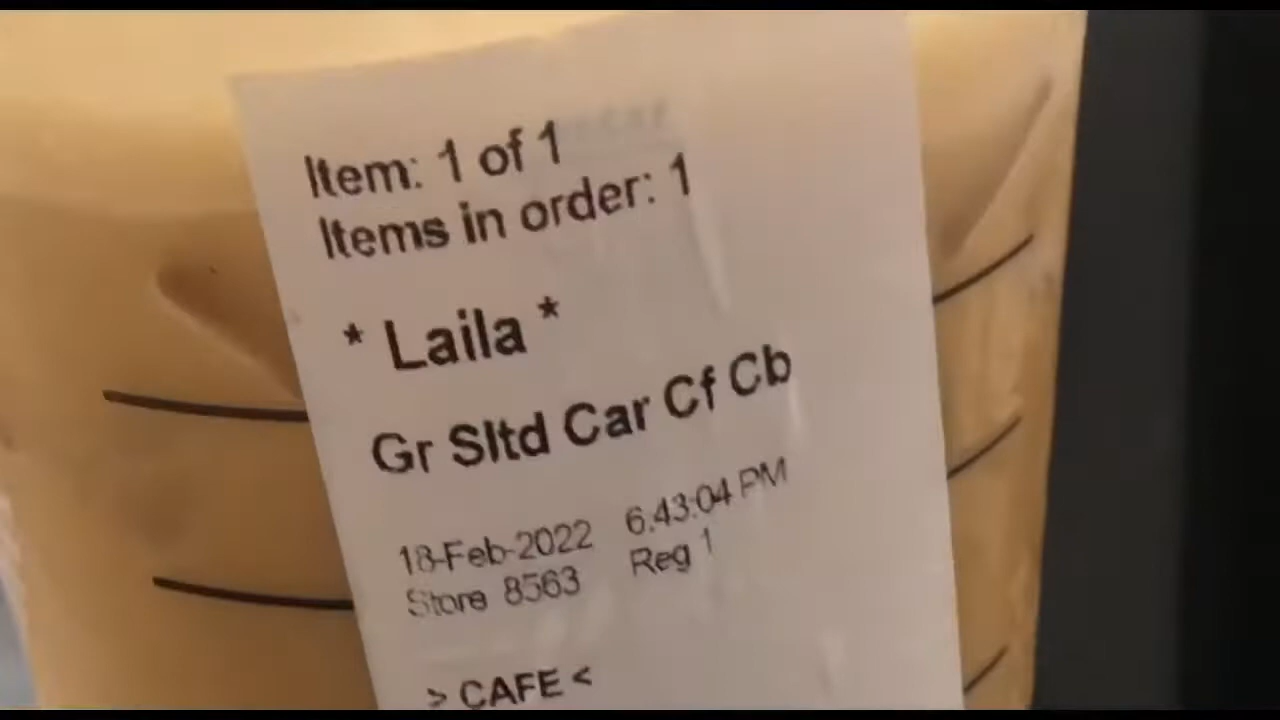 Item: 1 of 1
Items in order: 1
* Laila *
Gr Sltd Car Cf Cb
18-Feb-2022 6:43:04 PM
Store 8563 Reg 1
> CAFE <